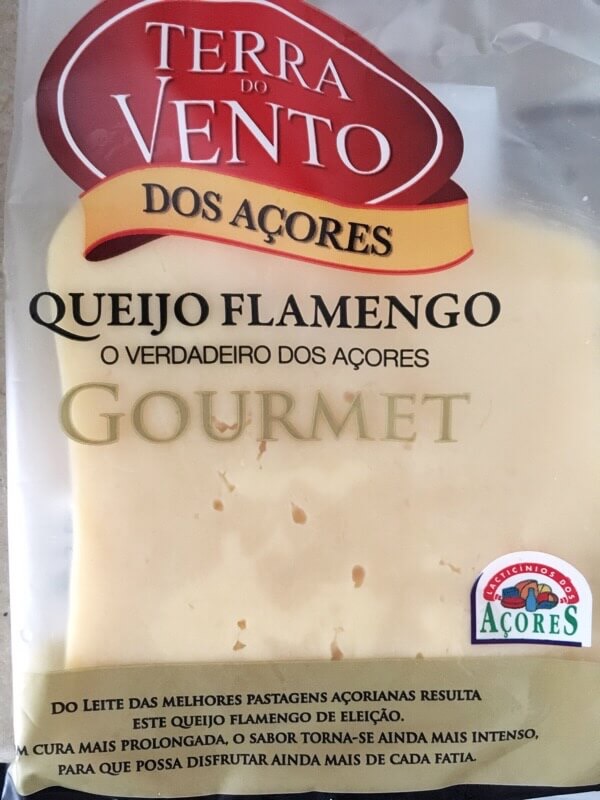 TERRA
DO
VENTO
DOS AÇORES
QUEIJO FLAMENGO
O VERDADEIRO DOS AÇORES
GOURMET
LACTICÍNIOS DOS
AÇORES
DO LEITE DAS MELHORES PASTAGENS AÇORIANAS RESULTA
ESTE QUEIJO FLAMENGO DE ELEIÇÃO.
M CURA MAIS PROLONGADA, O SABOR TORNA-SE AINDA MAIS INTENSO,
PARA QUE POSSA DISFRUTAR AINDA MAIS DE CADA FATIA.